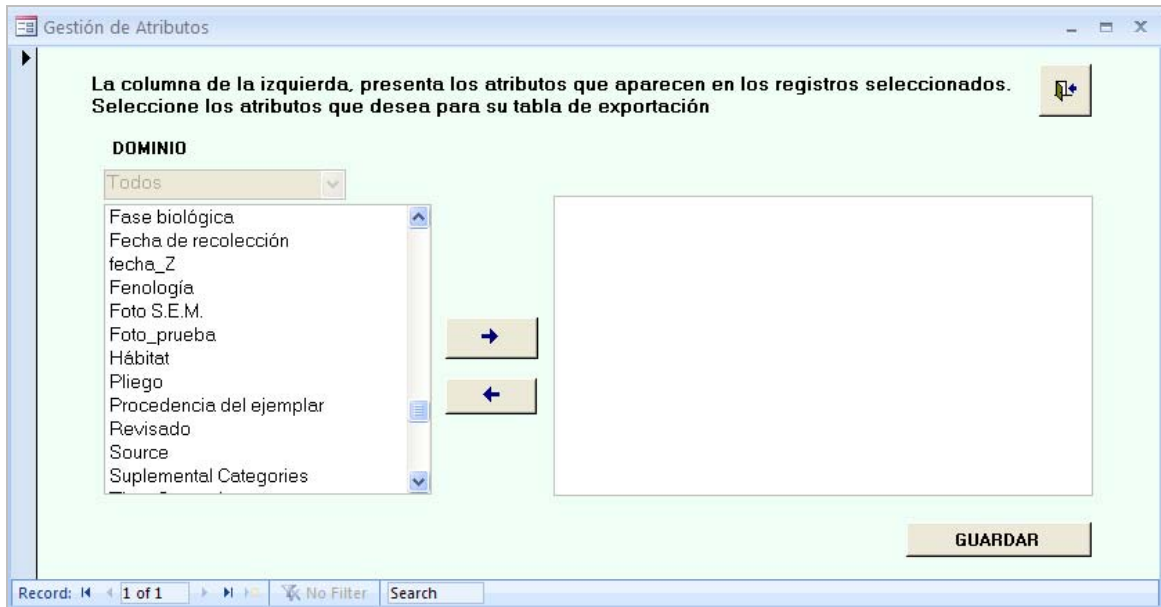 Gestión de Atributos
La columna de la izquierda, presenta los atributos que aparecen en los registros seleccionados.
Seleccione los atributos que desea para su tabla de exportación
DOMINIO
Todos
Fase biológica
Fecha de recolección
fecha_Z
Fenología
Foto S.E.M.
Foto_prueba
Hábitat
Pliego
Procedencia del ejemplar
Revisado
Source
Suplemental Categories
GUARDAR
Record: 1 of 1 No Filter Search